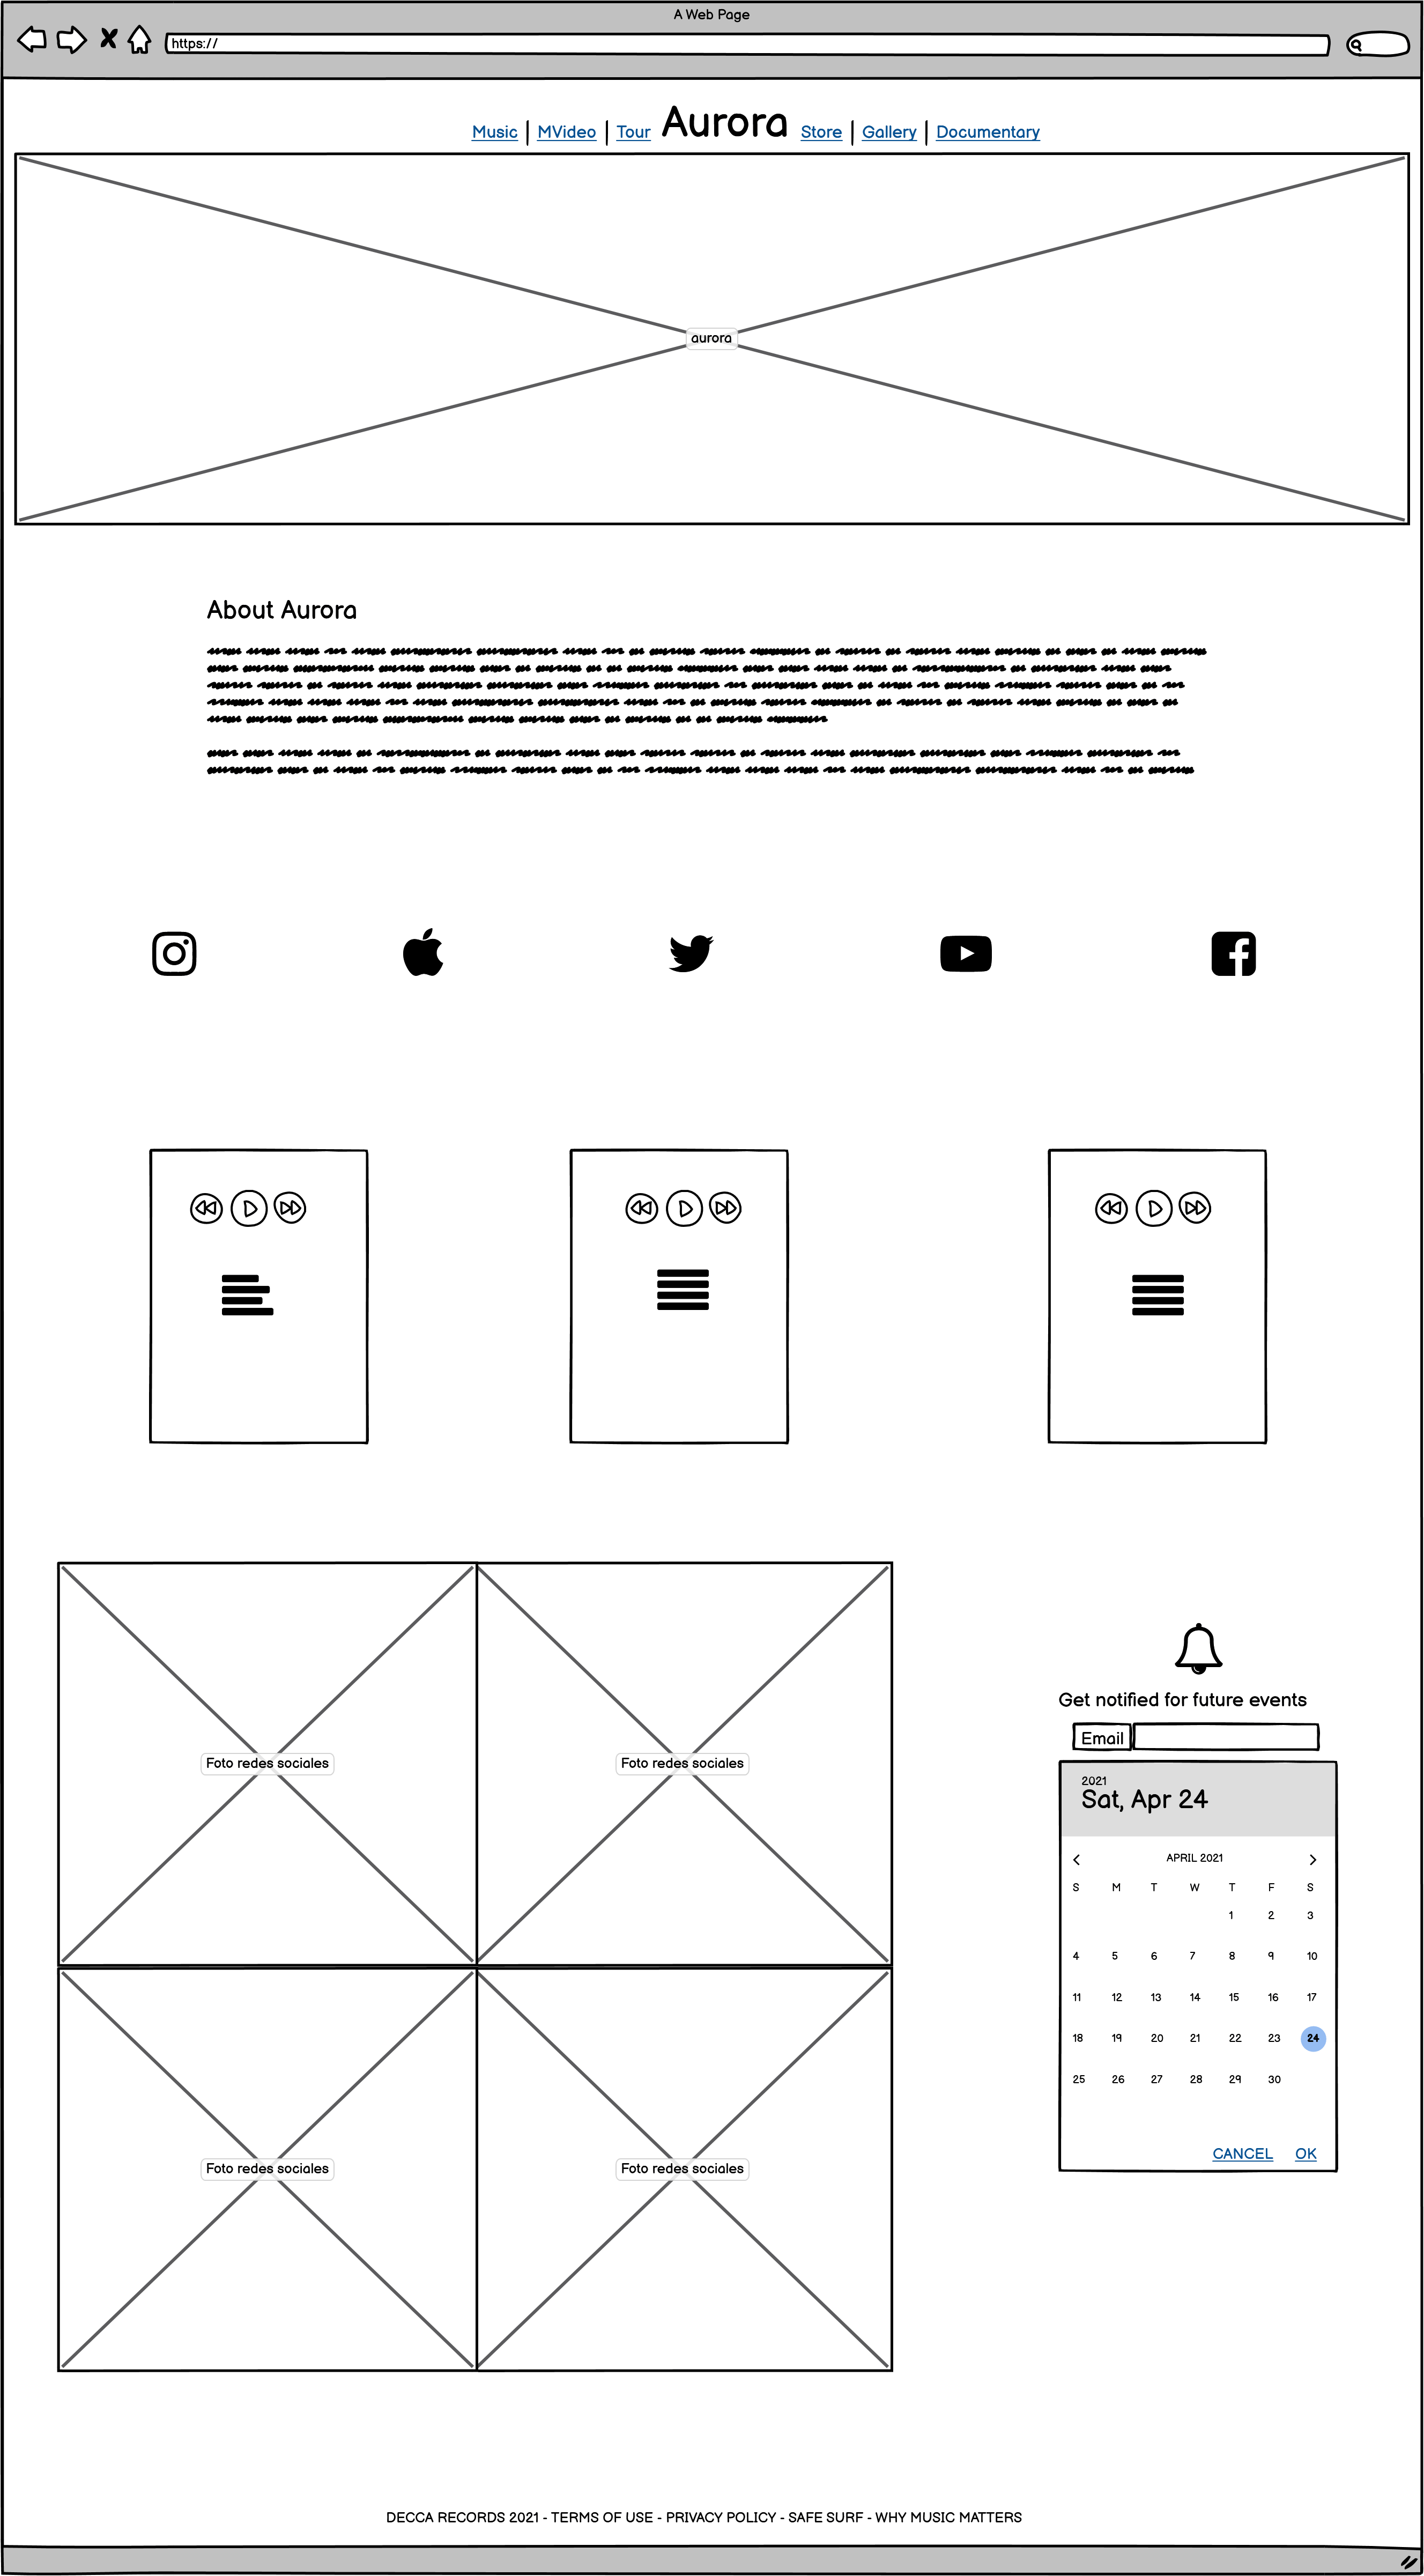 A Web Page
https://
Music | MVideo | Tour Aurora Store | Gallery | Documentary
aurora
About Aurora
Foto redes sociales
Foto redes sociales
Foto redes sociales
Foto redes sociales
Get notified for future events
Email
2021
Sat, Apr 24
APRIL 2021
S M T W T F S
1 2 3
4 5 6 7 8 9 10
11 12 13 14 15 16 17
18 19 20 21 22 23 24
25 26 27 28 29 30
CANCEL OK
DECCA RECORDS 2021 - TERMS OF USE - PRIVACY POLICY - SAFE SURF - WHY MUSIC MATTERS